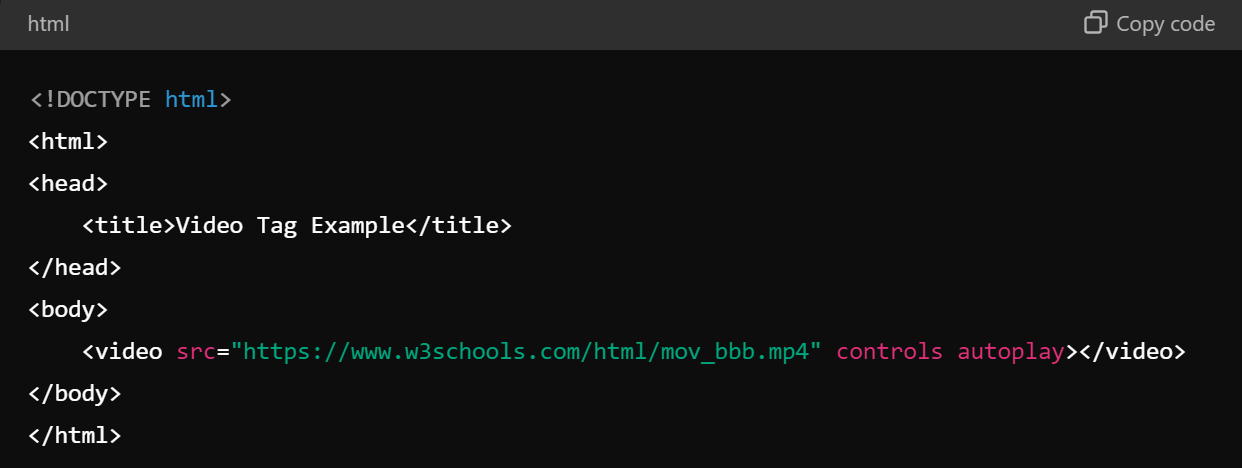 html
Copy code
<!DOCTYPE html>
<html>
<head>
    <title>Video Tag Example</title>
</head>
<body>
    <video src="https://www.w3schools.com/html/mov_bbb.mp4" controls autoplay></video>
</body>
</html>